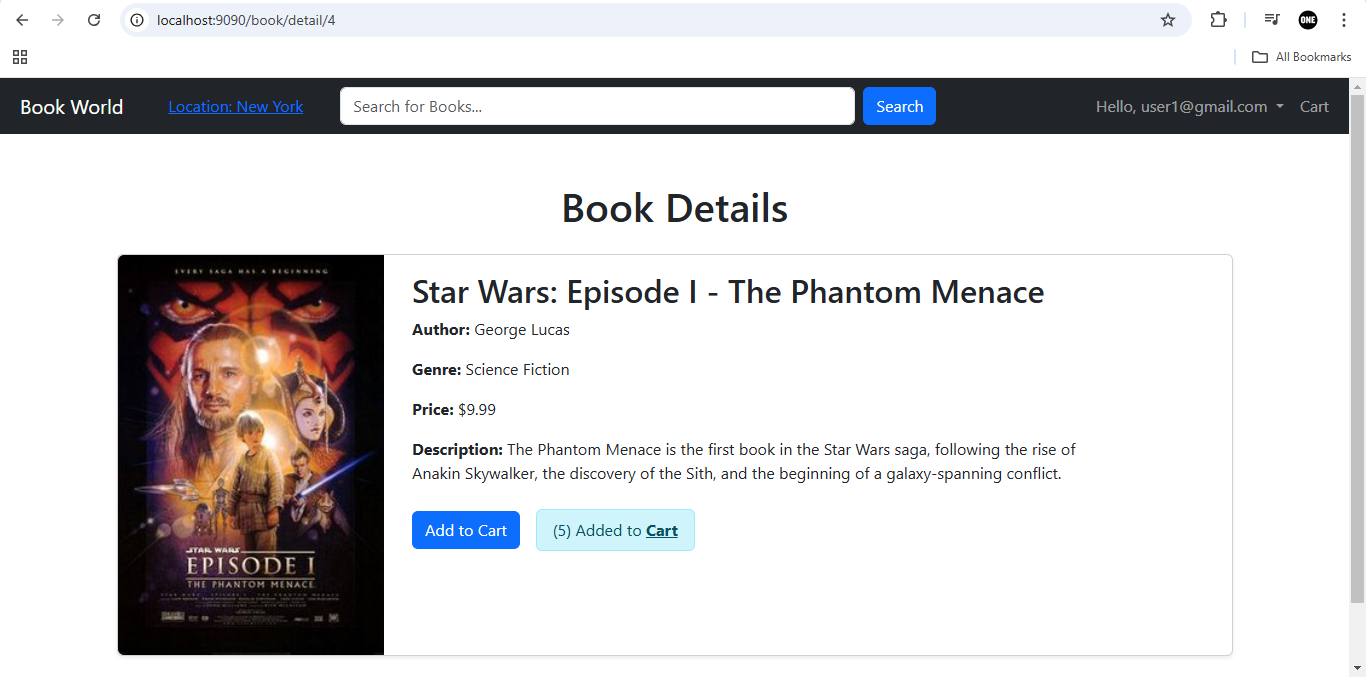 localhost:9090/book/detail/4
ONE
All Bookmarks
Book World
Location: New York
Search for Books...
Search
Hello, user1@gmail.com
Cart
Book Details
EVERY SAGA HAS A BEGINNING
STAR WARS
EPISODE I
THE PHANTOM MENACE
Star Wars: Episode I - The Phantom Menace
Author: George Lucas
Genre: Science Fiction
Price: $9.99
Description: The Phantom Menace is the first book in the Star Wars saga, following the rise of
Anakin Skywalker, the discovery of the Sith, and the beginning of a galaxy-spanning conflict.
Add to Cart
(5) Added to Cart